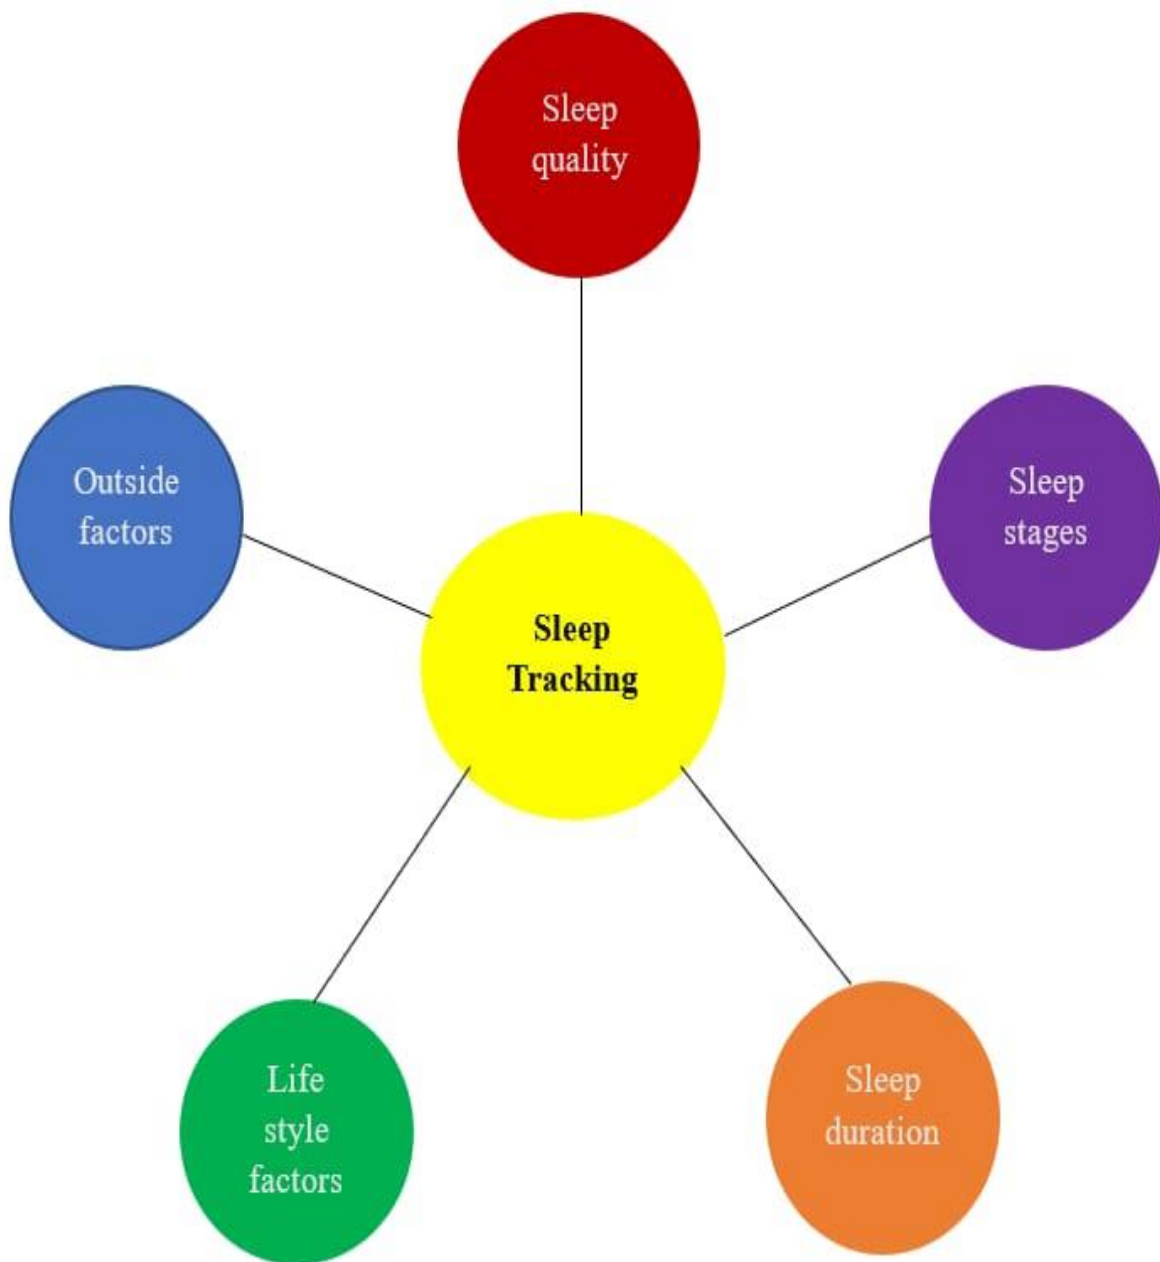 Sleep
quality
Outside
factors
Sleep
stages
Sleep
Tracking
Life
style
factors
Sleep
duration